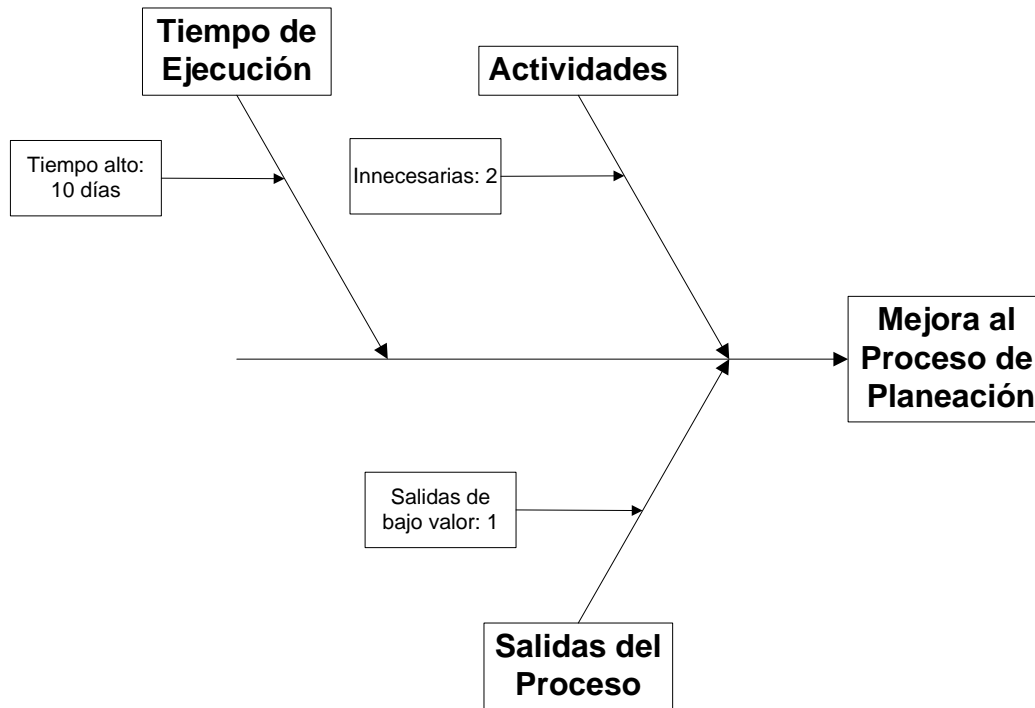 Tiempo de
Ejecución
Actividades
Tiempo alto:
10 días
Innecesarias: 2
Mejora al
Proceso de
Planeación
Salidas de
bajo valor: 1
Salidas del
Proceso